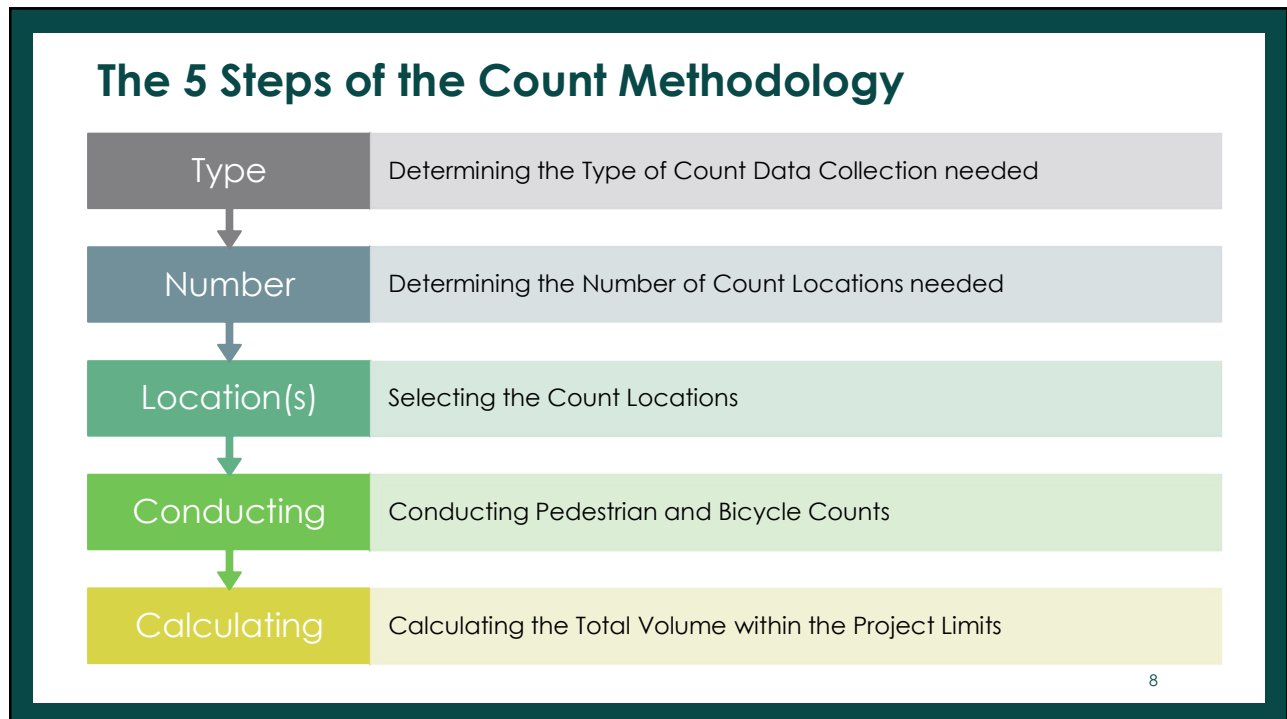 The 5 Steps of the Count Methodology
Type
Determining the Type of Count Data Collection needed
Number
Determining the Number of Count Locations needed
Location(s)
Selecting the Count Locations
Conducting
Conducting Pedestrian and Bicycle Counts
Calculating
Calculating the Total Volume within the Project Limits
8